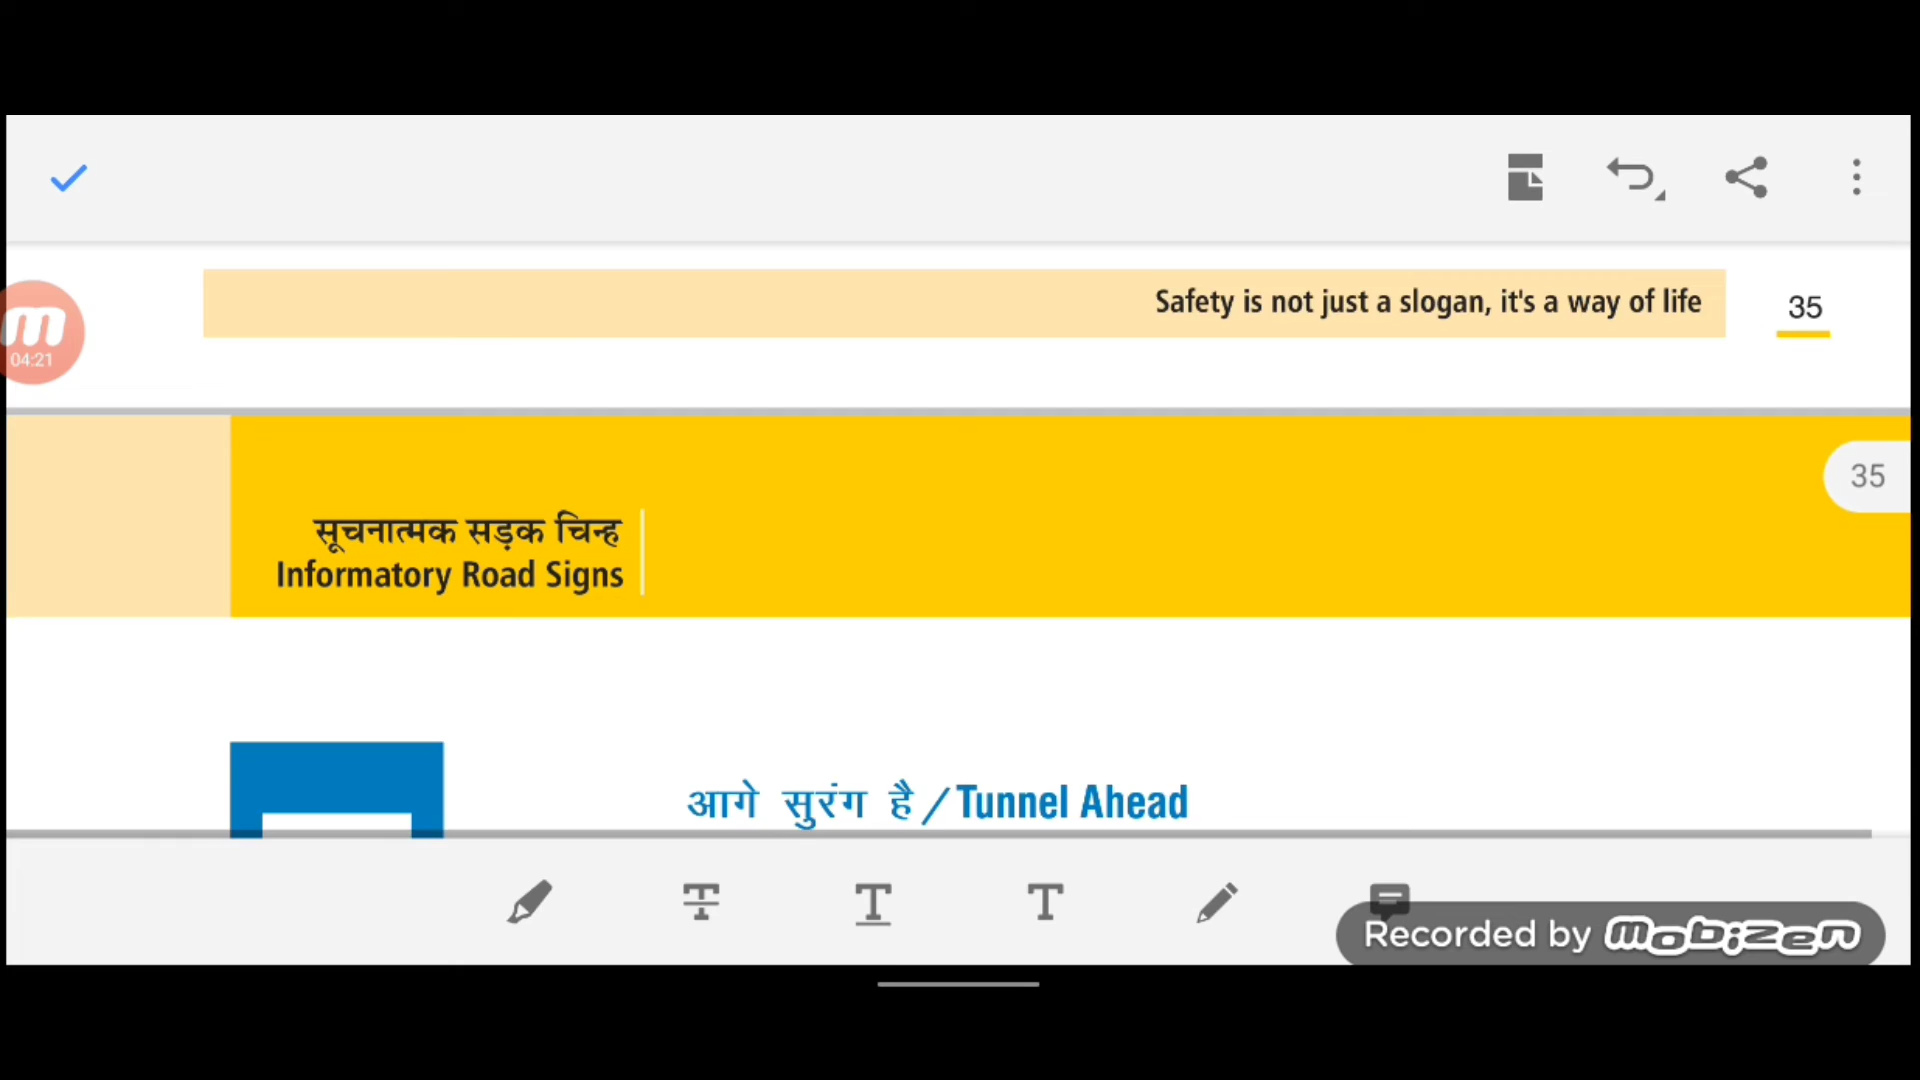 Safety is not just a slogan, it's a way of life
35
04:21
35
सूचनात्मक सड़क चिन्ह
Informatory Road Signs
आगे सुरंग है/Tunnel Ahead
Recorded by mobizen